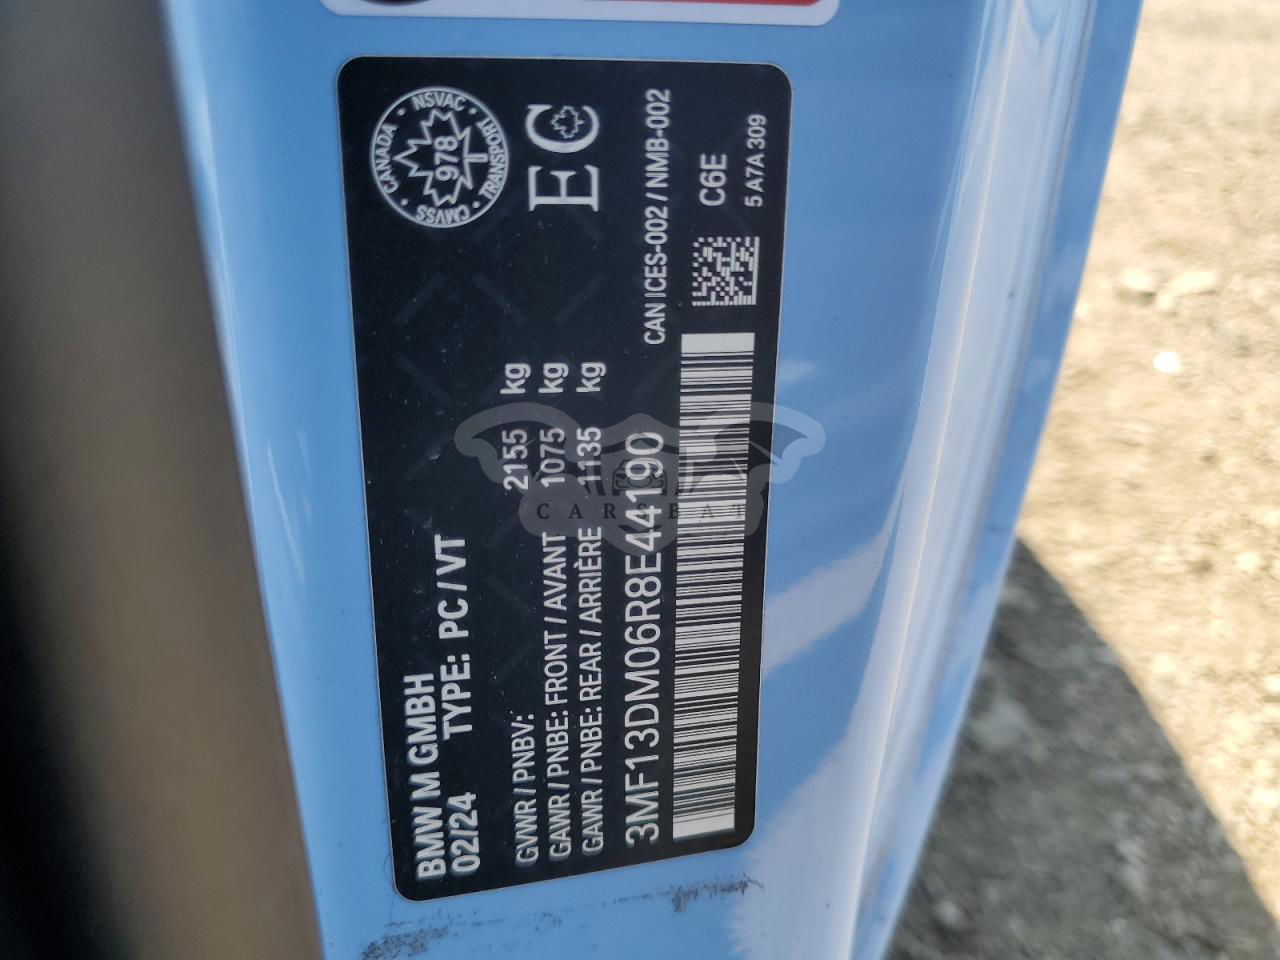 BMW M GMBH
02/24 TYPE: PC / VT
GVWR / PNBV: 2155 kg
GAWR / PNBE: FRONT / AVANT 1075 kg
GAWR / PNBE: REAR / ARRIÈRE 1135 kg
3MF13DM06R8E44190
CANADA · NSVAC · TRANSPORT · CMVSS ·
978
EC
CAN ICES-002 / NMB-002
C6E
5 A7A 309
CARSBAT